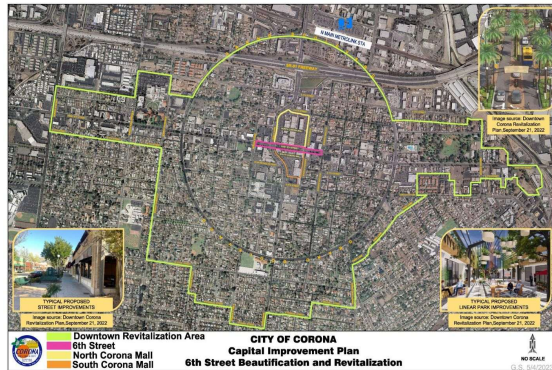 N MAIN METROLINK STA.
Image source: Downtown
Corona Revitalization
Plan,September 21, 2022
TYPICAL PROPOSED
STREET IMPROVEMENTS
Image source: Downtown Corona
Revitalization Plan,September 21, 2022
TYPICAL PROPOSED
LINEAR PARK IMPROVEMENTS
Image source: Downtown Corona
Revitalization Plan,September 21, 2022
CORONA
Downtown Revitalization Area
6th Street
North Corona Mall
South Corona Mall
CITY OF CORONA
Capital Improvement Plan
6th Street Beautification and Revitalization
N
NO SCALE